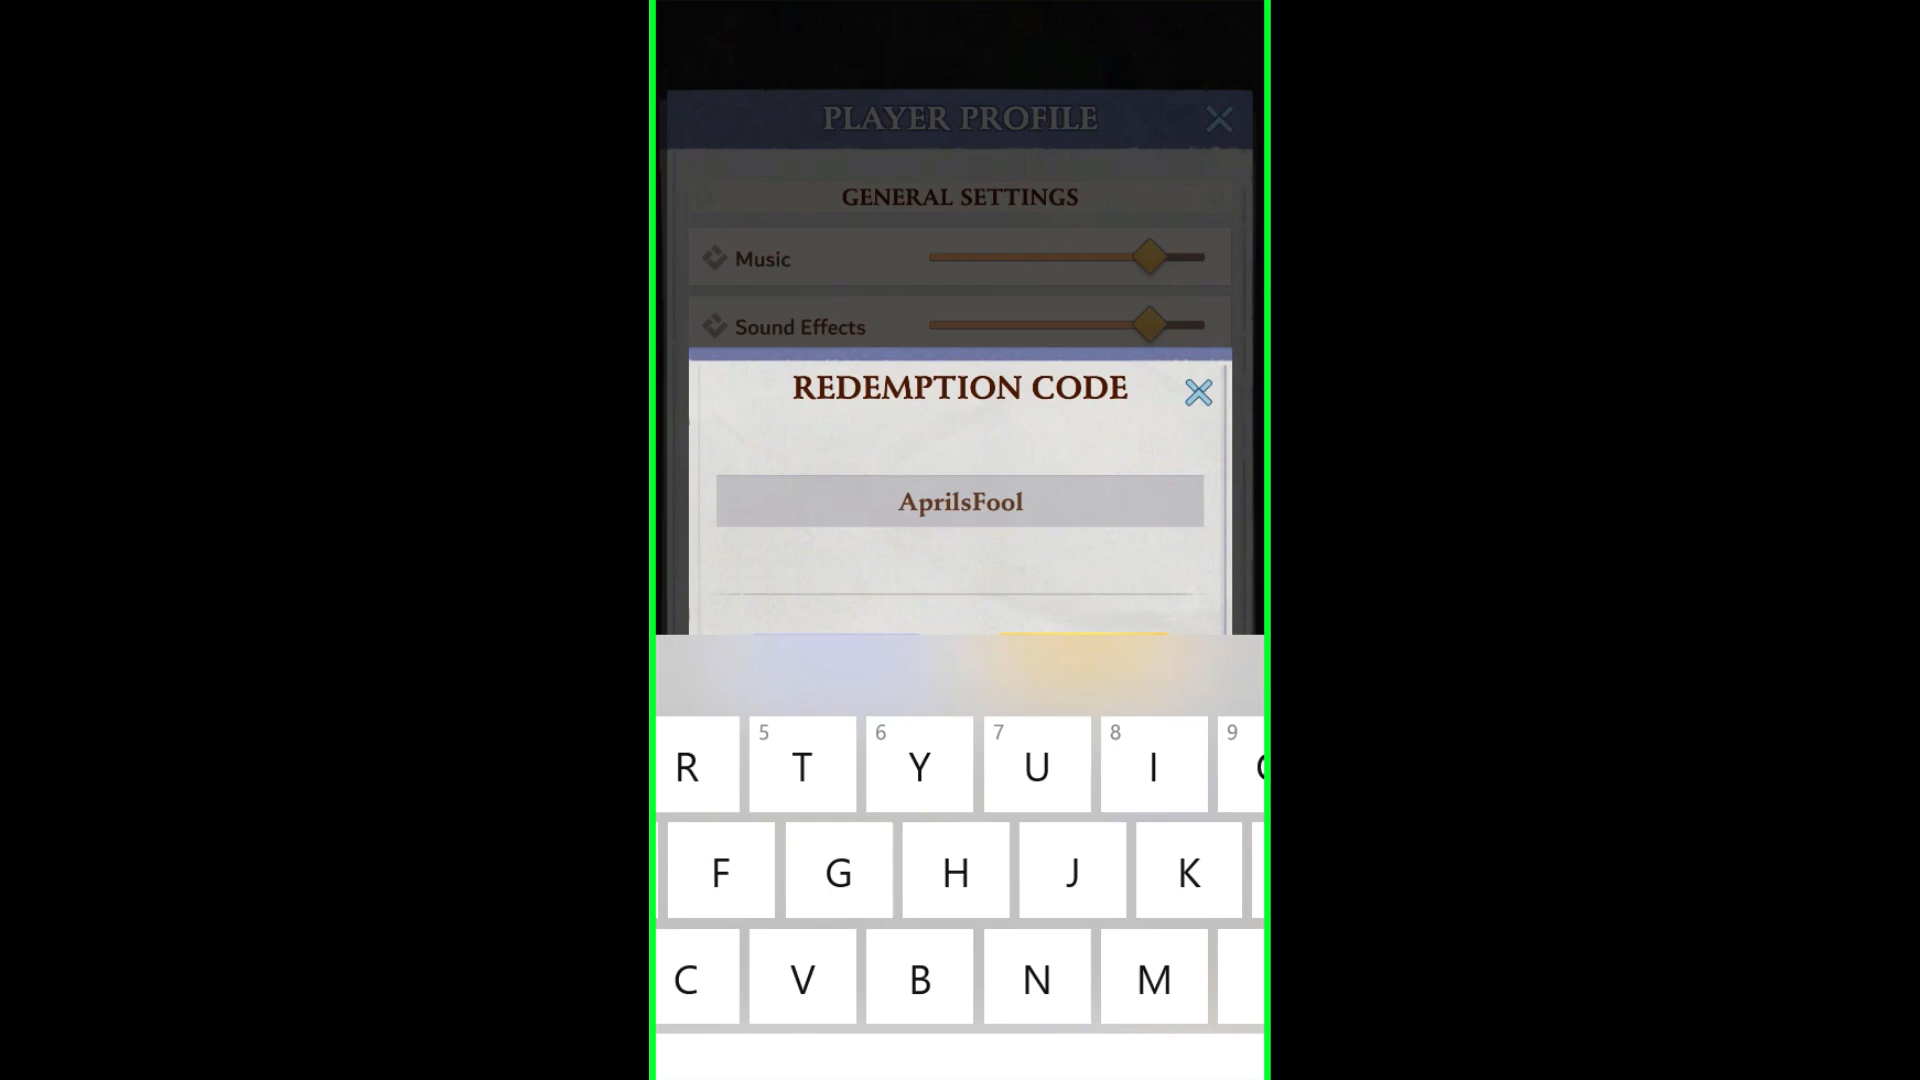 PLAYER PROFILE
GENERAL SETTINGS
Music
Sound Effects
REDEMPTION CODE
AprilsFool
R 5 T 6 Y 7 U 8 I 9
F G H J K
C V B N M